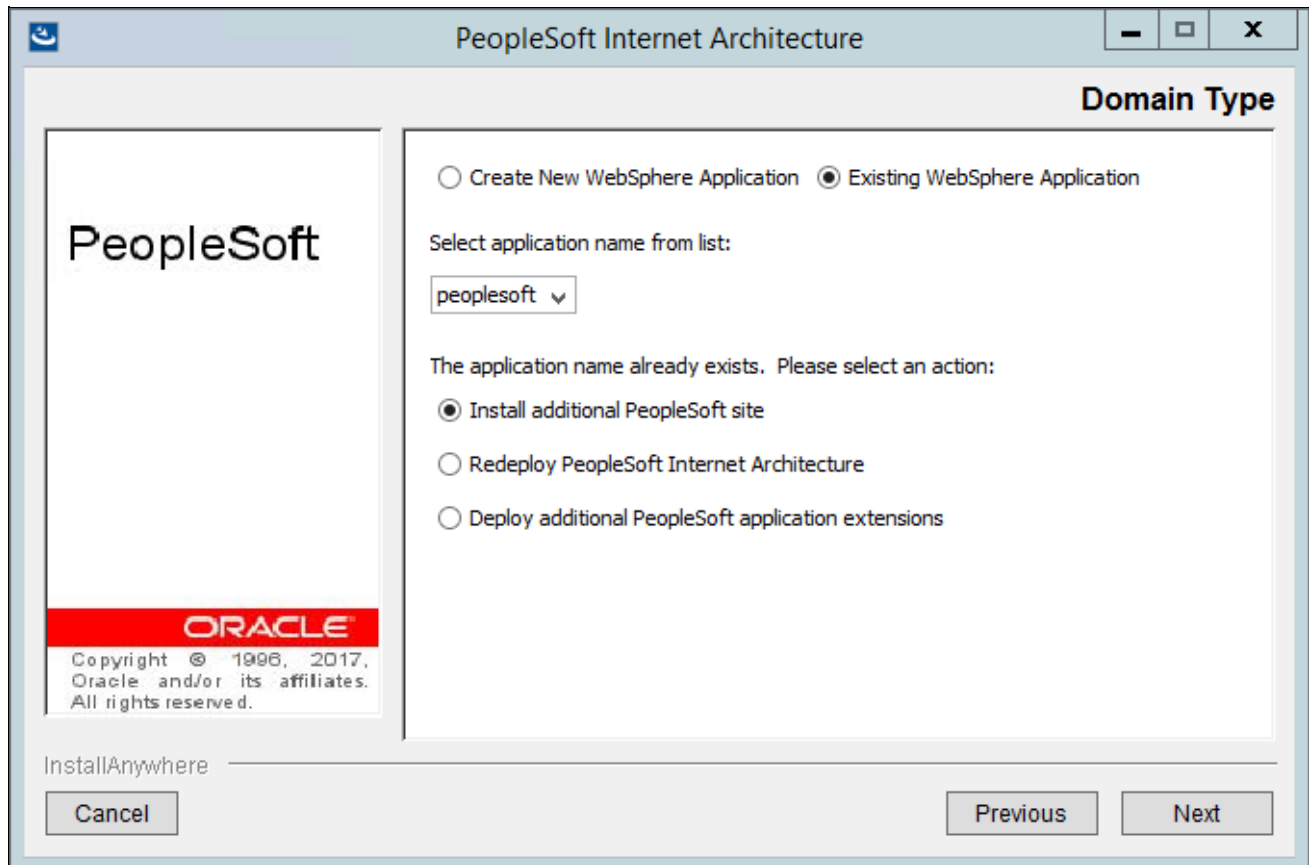 PeopleSoft Internet Architecture
Domain Type
PeopleSoft
ORACLE
Copyright © 1996, 2017,
Oracle and/or its affiliates.
All rights reserved.
Create New WebSphere Application Existing WebSphere Application
Select application name from list:
peoplesoft
The application name already exists. Please select an action:
Install additional PeopleSoft site
Redeploy PeopleSoft Internet Architecture
Deploy additional PeopleSoft application extensions
InstallAnywhere
Cancel Previous Next